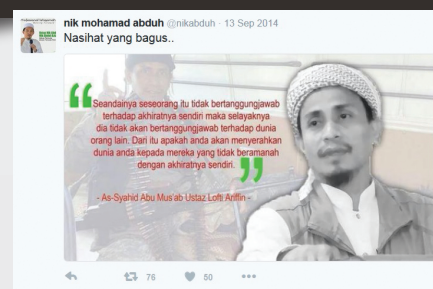 nik mohamad abduh @nikabduh · 13 Sep 2014
Nasihat yang bagus..
“Seandainya seseorang itu tidak bertanggungjawab
terhadap akhiratnya sendiri maka selayaknya
dia tidak akan bertanggungjawab terhadap dunia
orang lain. Dari itu apakah anda akan menyerahkan
dunia anda kepada mereka yang tidak beramanah
dengan akhiratnya sendiri.”
- As-Syahid Abu Mus'ab Ustaz Lofti Ariffin -
76 50